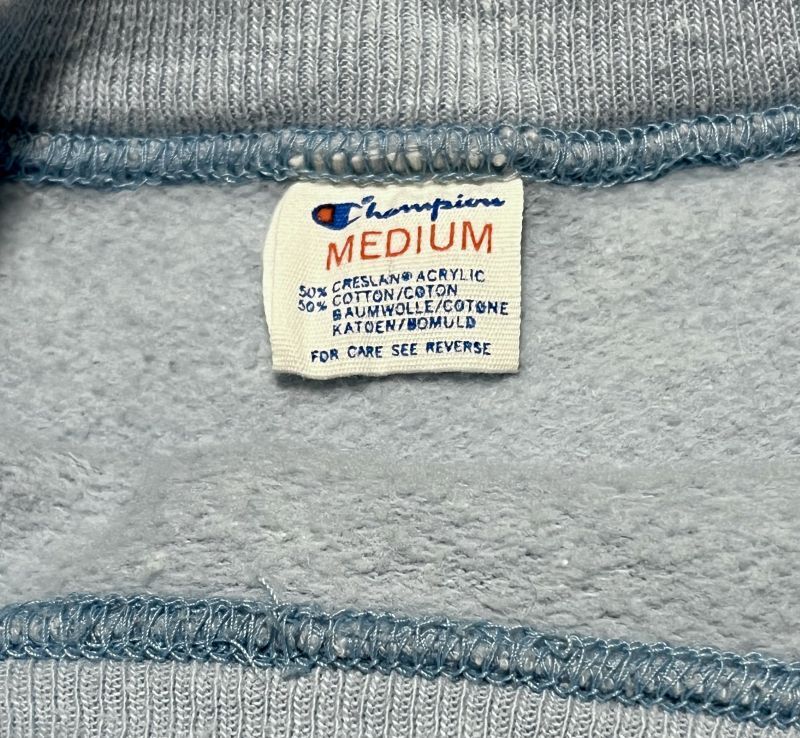 Champion
MEDIUM
50% CRESLAN® ACRYLIC
50% COTTON/COTON
BAUMWOLLE/COTONE
KATOEN/BOMULD
FOR CARE SEE REVERSE